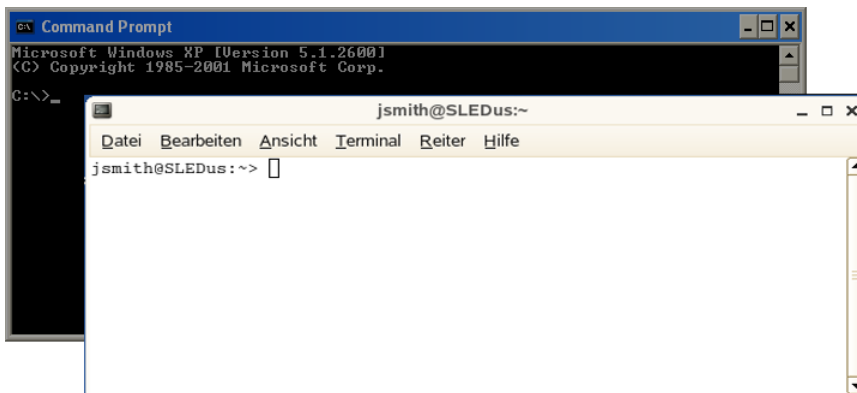 Command Prompt
Microsoft Windows XP [Version 5.1.2600]
(C) Copyright 1985-2001 Microsoft Corp.
C:\>_
jsmith@SLEDus:~
Datei Bearbeiten Ansicht Terminal Reiter Hilfe
jsmith@SLEDus:~>